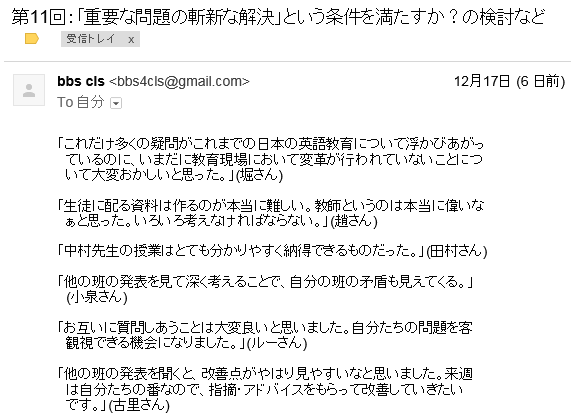 第11回：「重要な問題の斬新な解決」という条件を満たすか？の検討など
受信トレイ x
bbs cls <bbs4cls@gmail.com>
12月17日 (6 日前)
To 自分
「これだけ多くの疑問がこれまでの日本の英語教育について浮かびあがっ
ているのに、いまだに教育現場において変革が行われていないことにつ
いて大変おかしいと思った。」(堀さん)
「生徒に配る資料は作るのが本当に難しい。教師というのは本当に偉いな
ぁと思った。いろいろ考えなければならない。」(趙さん)
「中村先生の授業はとても分かりやすく納得できるものだった。」(田村さん)
「他の班の発表を見て深く考えることで、自分の班の矛盾も見えてくる。」
(小泉さん)
「お互いに質問しあうことは大変良いと思いました。自分たちの問題を客
観視できる機会になりました。」(ルーさん)
「他の班の発表を聞くと、改善点がやはり見やすいなと思いました。来週
は自分たちの番なので、指摘・アドバイスをもらって改善していきたい
です。」(古里さん)